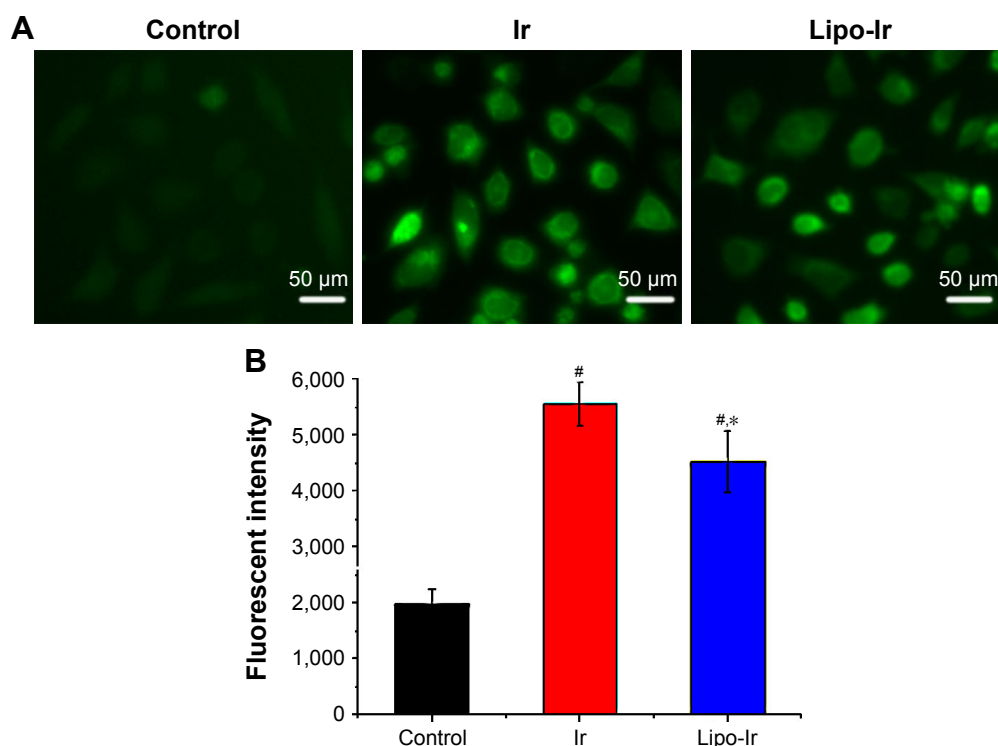 A
Control
Ir
Lipo-Ir
50 µm
50 µm
50 µm
B
Fluorescent intensity
6,000
5,000
4,000
3,000
2,000
1,000
0
#
#,*
Control
Ir
Lipo-Ir